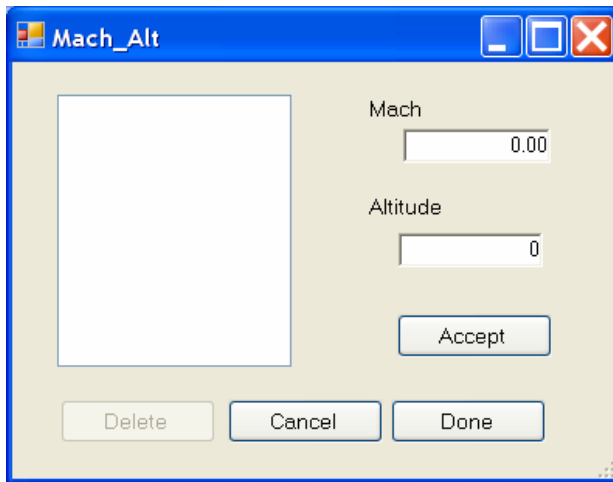 Mach_Alt
Mach
0.00
Altitude
0
Accept
Delete Cancel Done